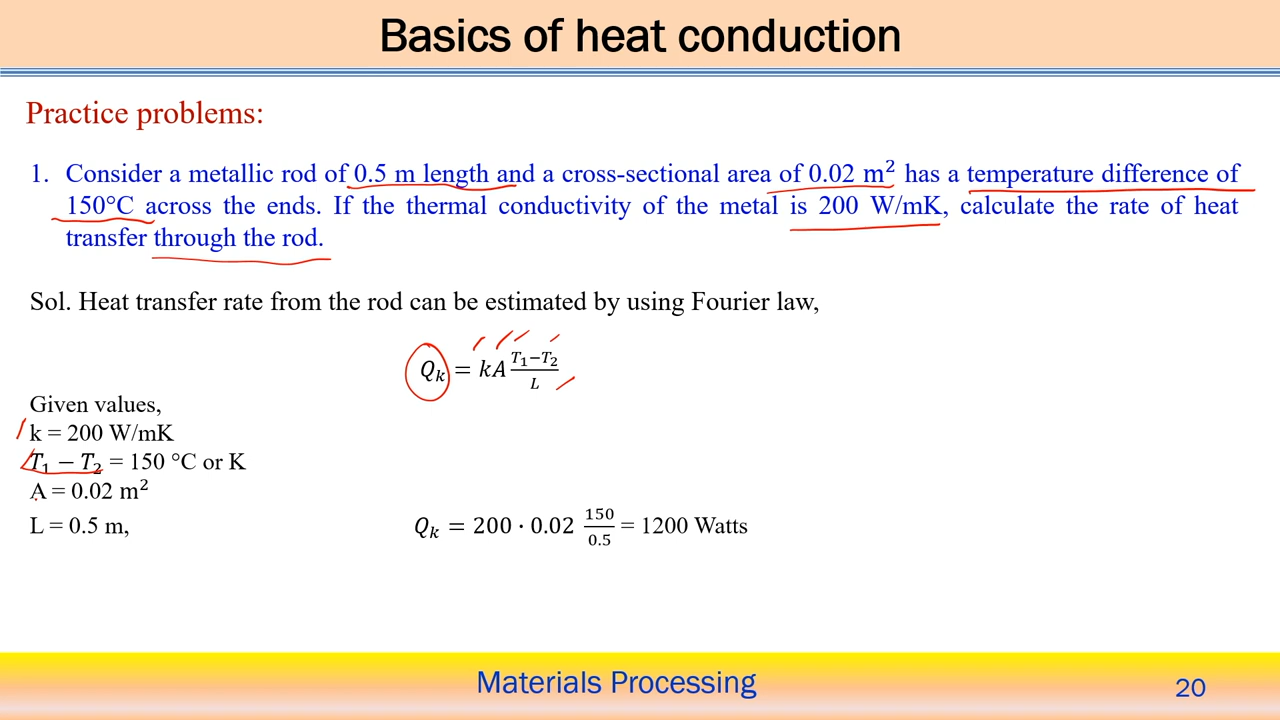 Basics of heat conduction
Practice problems:
1. Consider a metallic rod of 0.5 m length and a cross-sectional area of 0.02 m² has a temperature difference of
150°C across the ends. If the thermal conductivity of the metal is 200 W/mK, calculate the rate of heat
transfer through the rod.
Sol. Heat transfer rate from the rod can be estimated by using Fourier law,
Qₖ = kA (T₁−T₂)/L
Given values,
k = 200 W/mK
T₁ − T₂ = 150 °C or K
A = 0.02 m²
L = 0.5 m,
Qₖ = 200 · 0.02 150/0.5 = 1200 Watts
Materials Processing
20